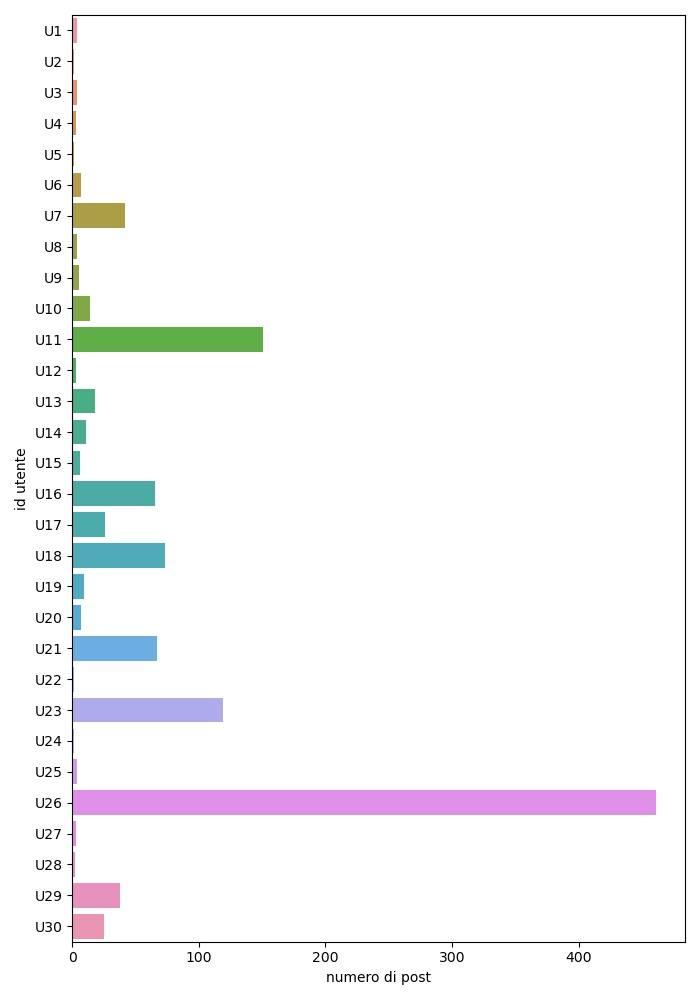 U1
U2
U3
U4
U5
U6
U7
U8
U9
U10
U11
U12
U13
U14
U15
U16
U17
U18
U19
U20
U21
U22
U23
U24
U25
U26
U27
U28
U29
U30
id utente
0 100 200 300 400
numero di post